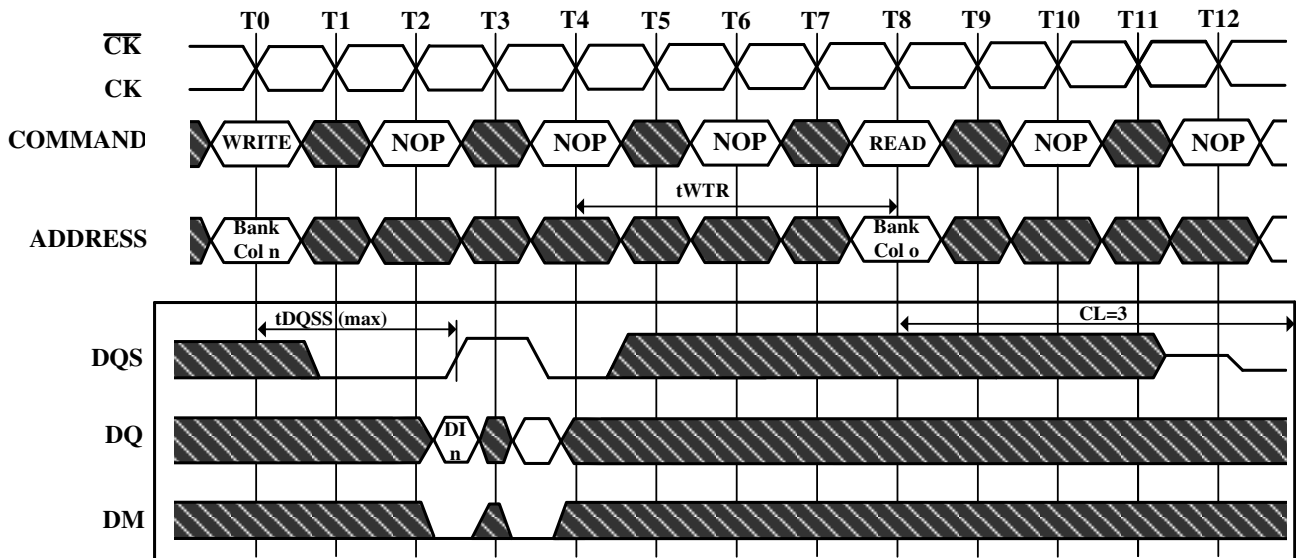 T0 T1 T2 T3 T4 T5 T6 T7 T8 T9 T10 T11 T12
CK
CK
COMMAND WRITE NOP NOP NOP READ NOP NOP
tWTR
ADDRESS Bank Col n Bank Col o
tDQSS (max) CL=3
DQS
DQ DI n
DM